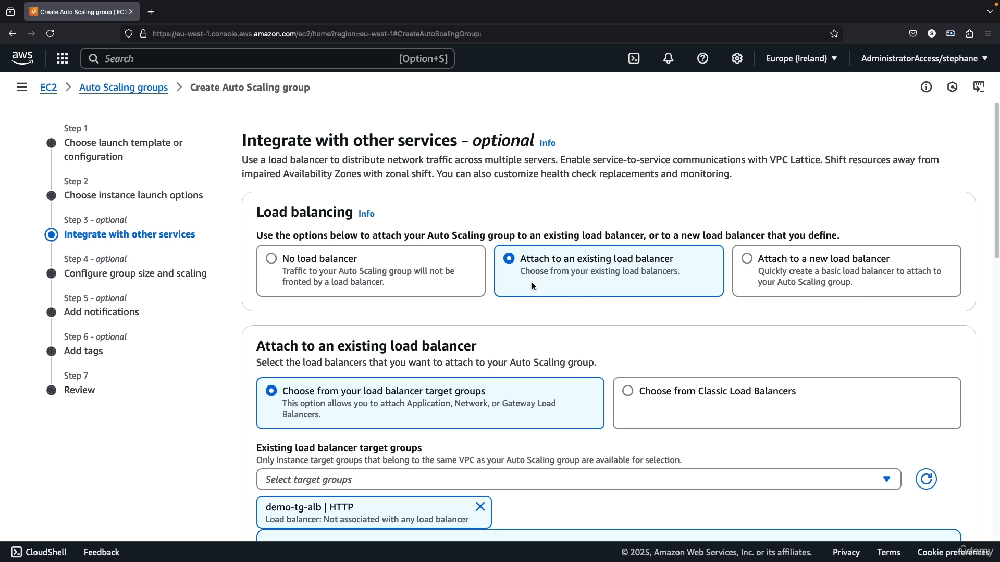 Create Auto Scaling group | EC2
https://eu-west-1.console.aws.amazon.com/ec2/home?region=eu-west-1#CreateAutoScalingGroup:
aws
Search
[Option+S]
Europe (Ireland)
AdministratorAccess/stephane
EC2
Auto Scaling groups
Create Auto Scaling group
Step 1
Choose launch template or
configuration
Step 2
Choose instance launch options
Step 3 - optional
Integrate with other services
Step 4 - optional
Configure group size and scaling
Step 5 - optional
Add notifications
Step 6 - optional
Add tags
Step 7
Review
Integrate with other services - optional Info
Use a load balancer to distribute network traffic across multiple servers. Enable service-to-service communications with VPC Lattice. Shift resources away from
impaired Availability Zones with zonal shift. You can also customize health check replacements and monitoring.
Load balancing Info
Use the options below to attach your Auto Scaling group to an existing load balancer, or to a new load balancer that you define.
No load balancer
Traffic to your Auto Scaling group will not be
fronted by a load balancer.
Attach to an existing load balancer
Choose from your existing load balancers.
Attach to a new load balancer
Quickly create a basic load balancer to attach to
your Auto Scaling group.
Attach to an existing load balancer
Select the load balancers that you want to attach to your Auto Scaling group.
Choose from your load balancer target groups
This option allows you to attach Application, Network, or Gateway Load
Balancers.
Choose from Classic Load Balancers
Existing load balancer target groups
Only instance target groups that belong to the same VPC as your Auto Scaling group are available for selection.
Select target groups
demo-tg-alb | HTTP
Load balancer: Not associated with any load balancer
CloudShell
Feedback
© 2025, Amazon Web Services, Inc. or its affiliates.
Privacy
Terms
Cookie preferences
udemy